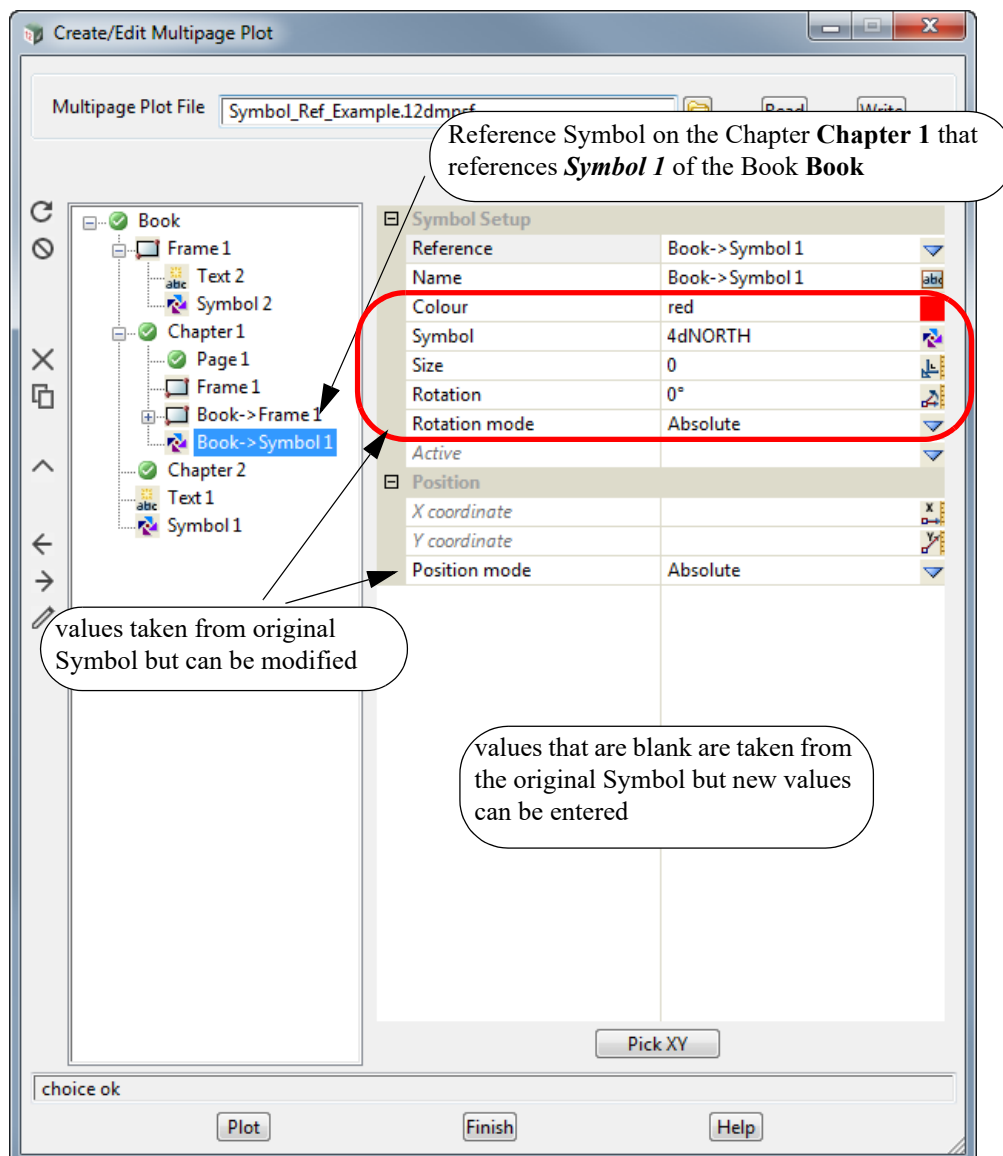 Create/Edit Multipage Plot
Multipage Plot File
Symbol_Ref_Example.12dmpsf
Read
Write
Reference Symbol on the Chapter Chapter 1 that
references Symbol 1 of the Book Book
Book
Frame 1
Text 2
Symbol 2
Chapter 1
Page 1
Frame 1
Book->Frame 1
Book->Symbol 1
Chapter 2
Text 1
Symbol 1
Symbol Setup
Reference Book->Symbol 1
Name Book->Symbol 1
Colour red
Symbol 4dNORTH
Size 0
Rotation 0°
Rotation mode Absolute
Active
Position
X coordinate
Y coordinate
Position mode Absolute
values taken from original
Symbol but can be modified
values that are blank are taken from
the original Symbol but new values
can be entered
Pick XY
choice ok
Plot
Finish
Help